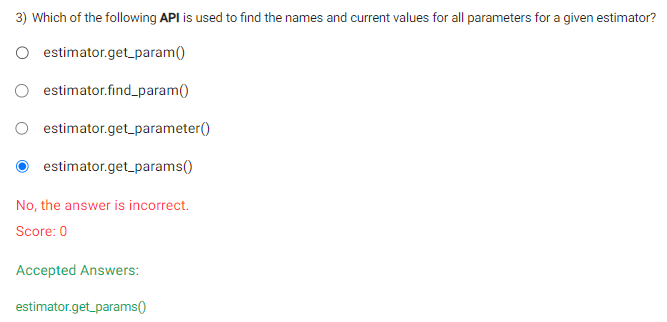 3) Which of the following API is used to find the names and current values for all parameters for a given estimator?
estimator.get_param()
estimator.find_param()
estimator.get_parameter()
estimator.get_params()
No, the answer is incorrect.
Score: 0
Accepted Answers:
estimator.get_params()